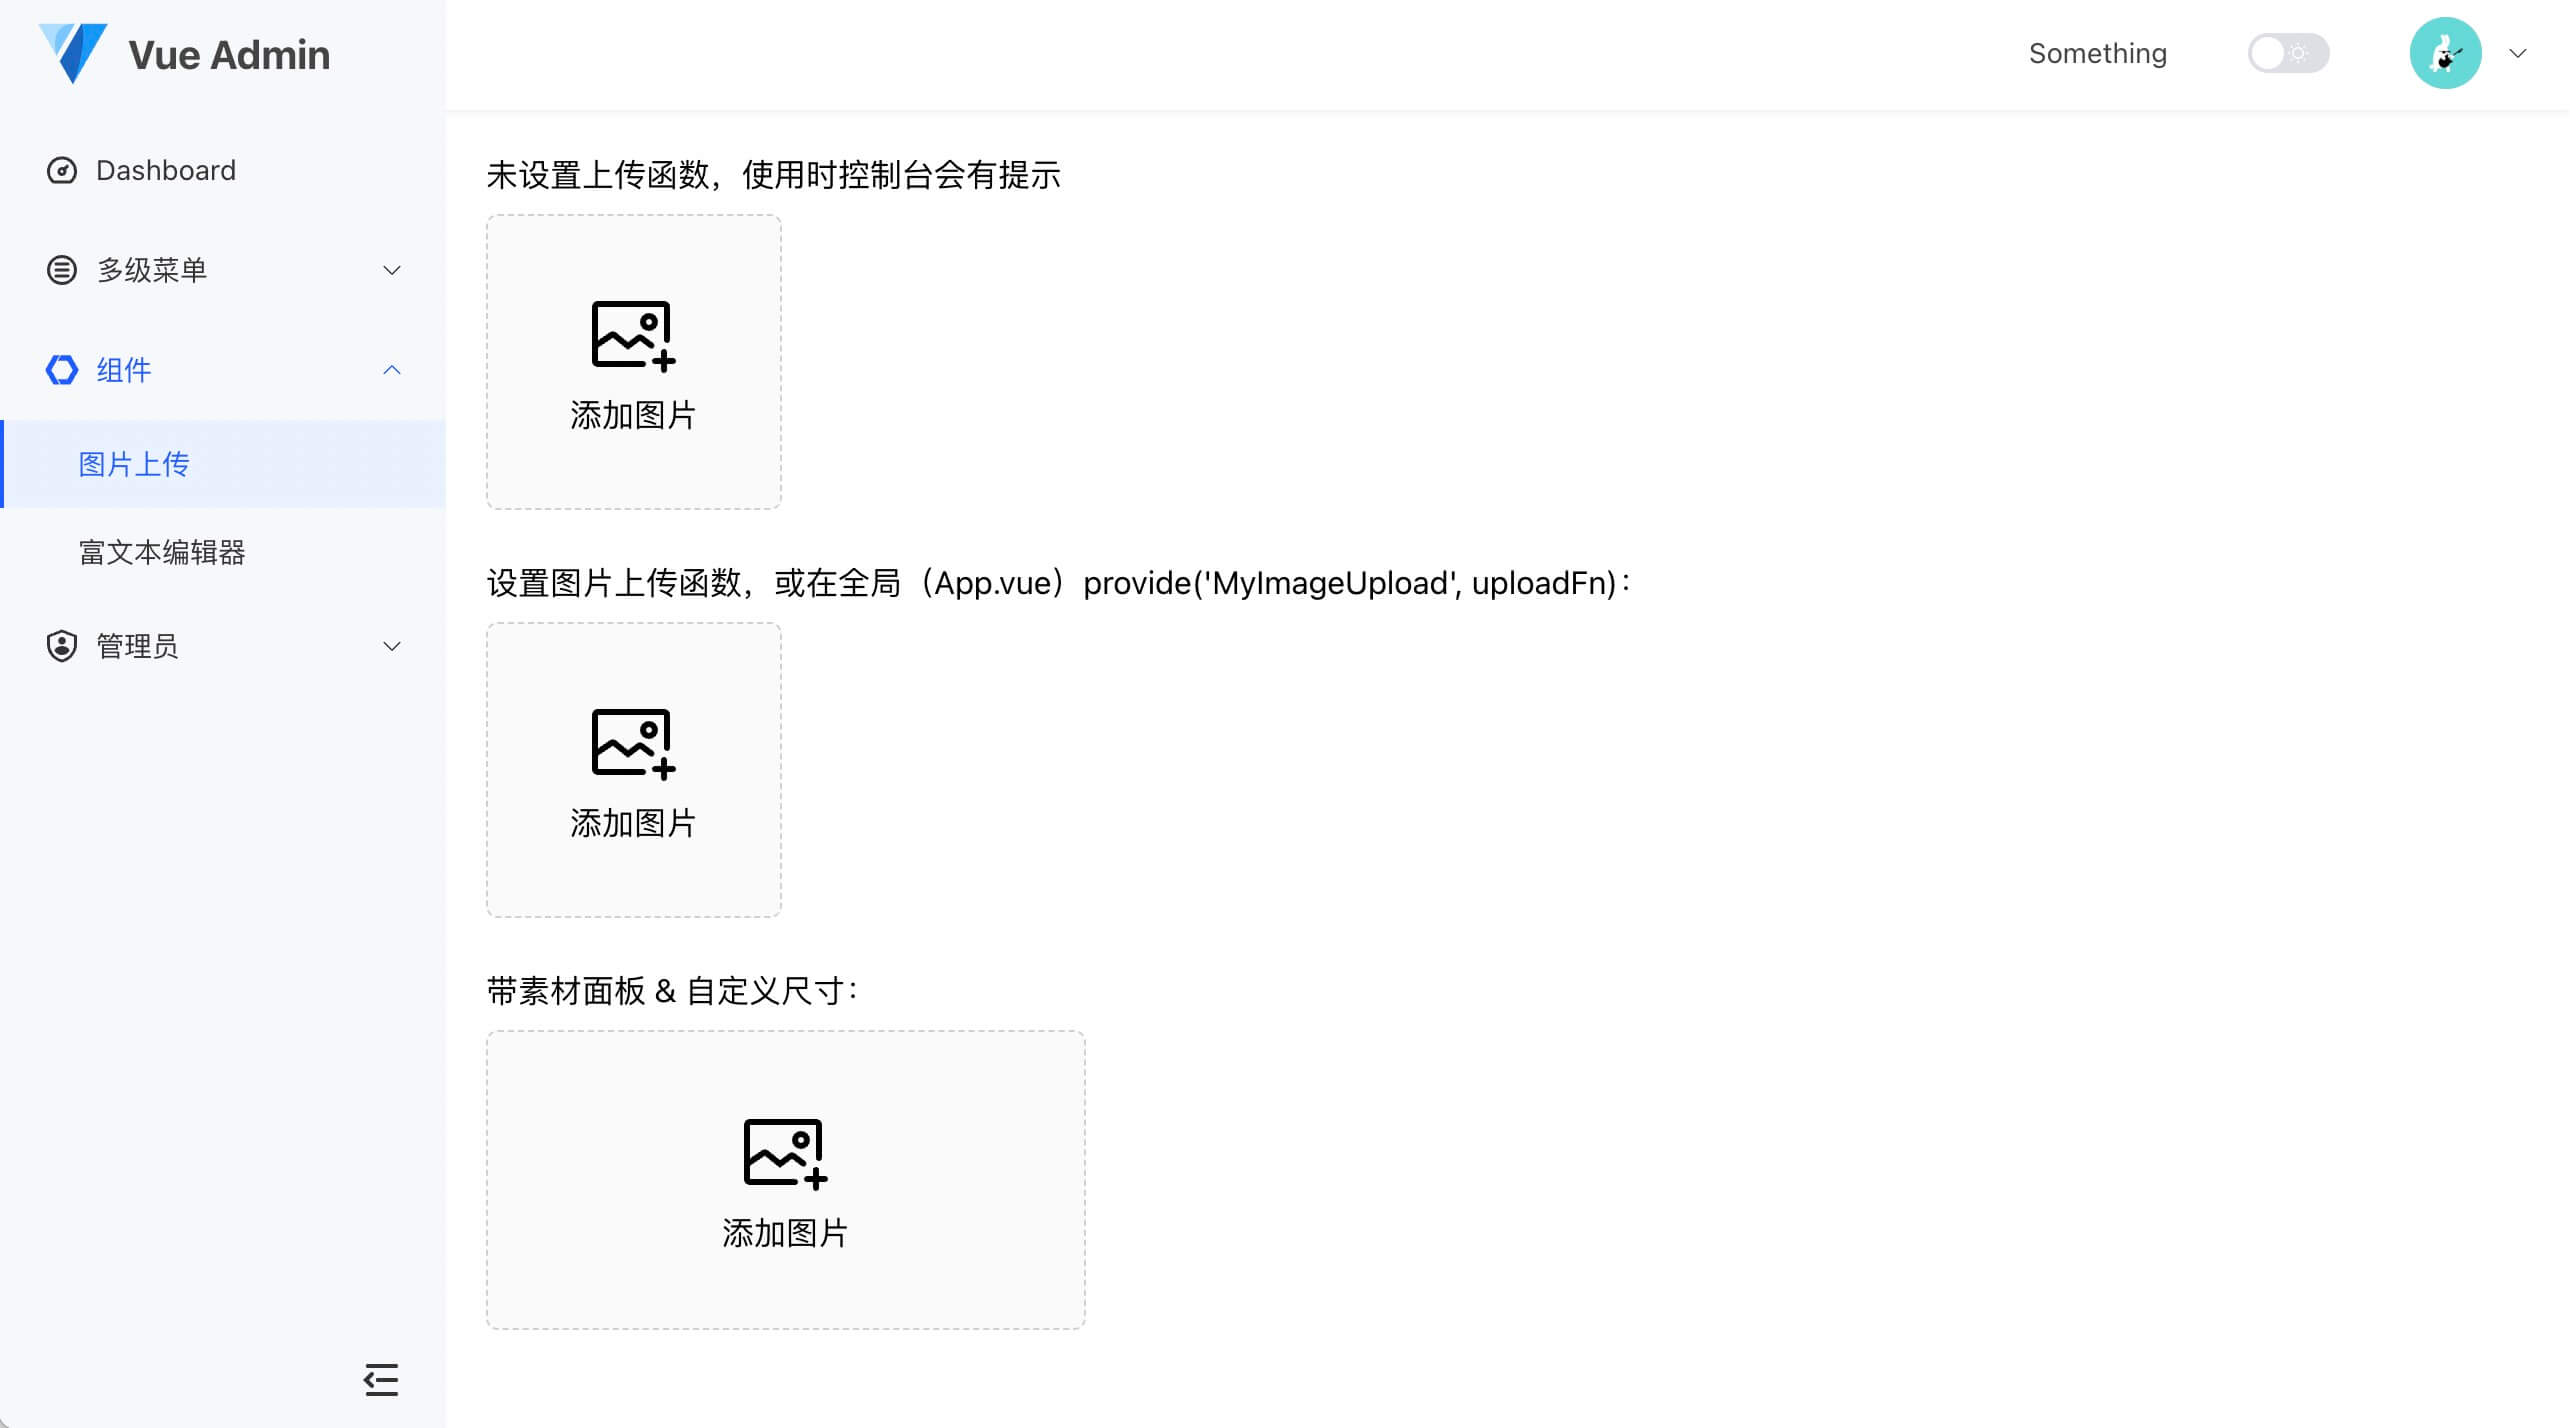 Vue Admin
Something
Dashboard
多级菜单
组件
图片上传
富文本编辑器
管理员
未设置上传函数，使用时控制台会有提示
添加图片
设置图片上传函数，或在全局（App.vue）provide('MyImageUpload', uploadFn)：
添加图片
带素材面板 & 自定义尺寸：
添加图片